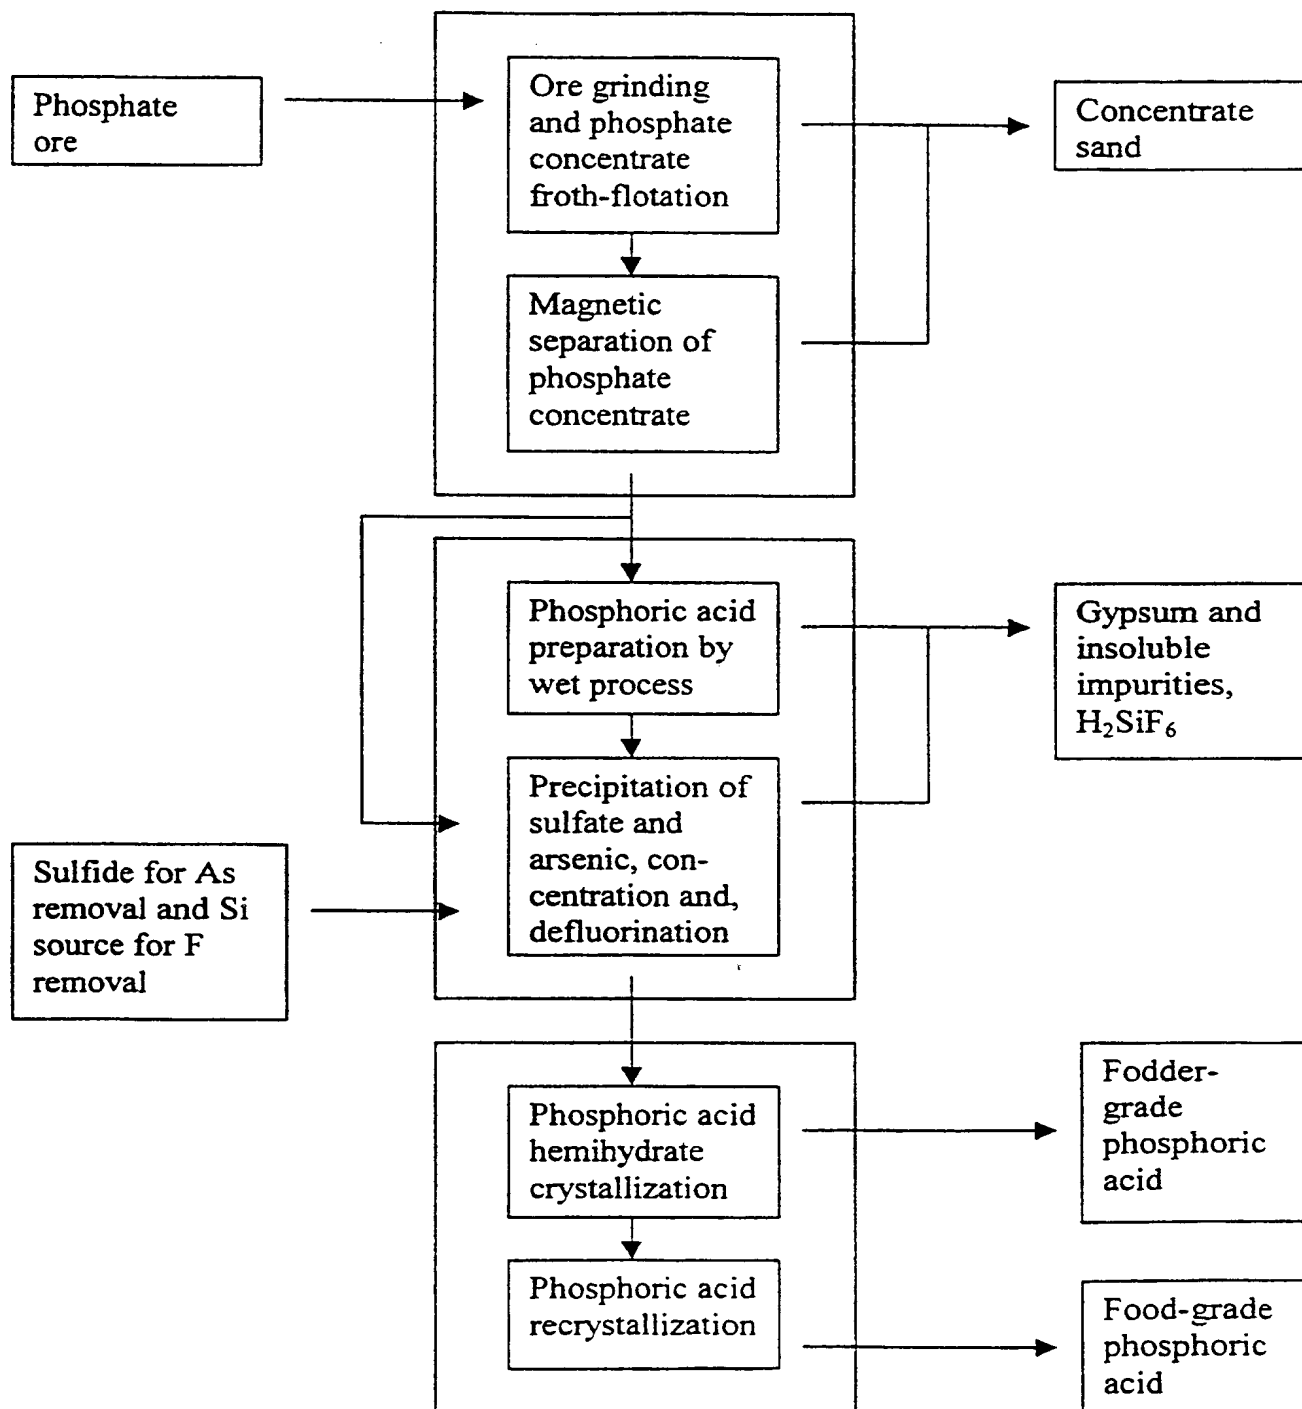 Phosphate
ore
Ore grinding
and phosphate
concentrate
froth-flotation
Concentrate
sand
Magnetic
separation of
phosphate
concentrate
Phosphoric acid
preparation by
wet process
Gypsum and
insoluble
impurities,
H₂SiF₆
Precipitation of
sulfate and
arsenic, con-
centration and,
defluorination
Sulfide for As
removal and Si
source for F
removal
Phosphoric acid
hemihydrate
crystallization
Fodder-
grade
phosphoric
acid
Phosphoric acid
recrystallization
Food-grade
phosphoric
acid